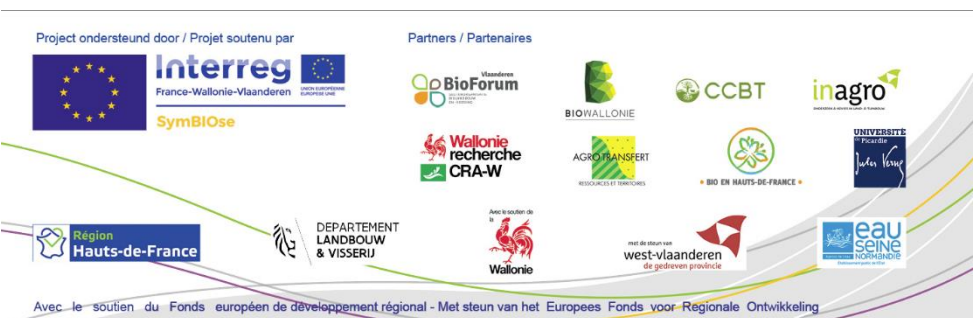 Project ondersteund door / Projet soutenu par
Partners / Partenaires
Interreg
France-Wallonie-Vlaanderen
UNION EUROPÉENNE
EUROPESE UNIE
SymBIOse
Vlaanderen
BioForum
BIOWALLONIE
CCBT
inagro
Wallonie
recherche
CRA-W
AGRO TRANSFERT
RESSOURCES ET TERRITOIRES
• BIO EN HAUTS-DE-FRANCE •
UNIVERSITÉ
de Picardie
Jules Verne
Région
Hauts-de-France
DEPARTEMENT
LANDBOUW
& VISSERIJ
Avec le soutien de
la
Wallonie
met de steun van
west-vlaanderen
de gedreven provincie
eau
SEINE
NORMANDIE
Avec le soutien du Fonds européen de développement régional - Met steun van het Europees Fonds voor Regionale Ontwikkeling